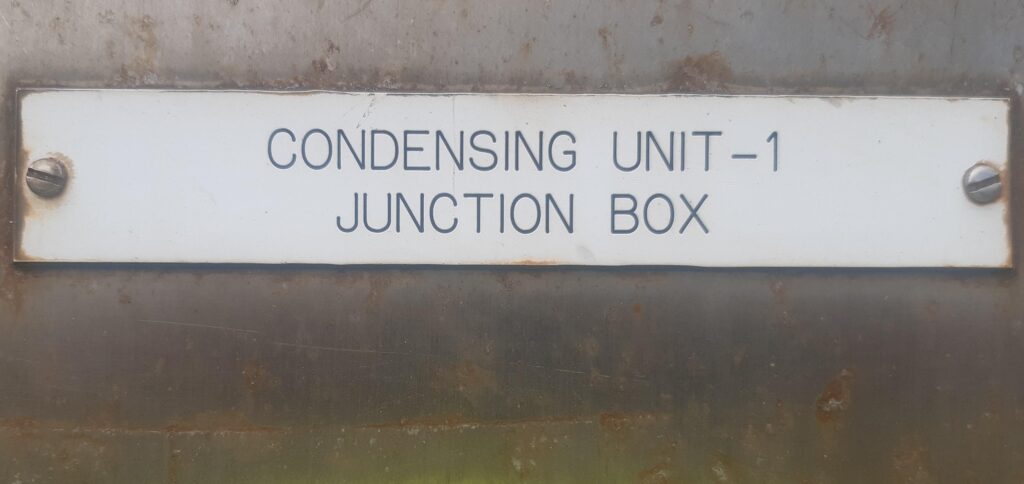 CONDENSING UNIT-1
JUNCTION BOX